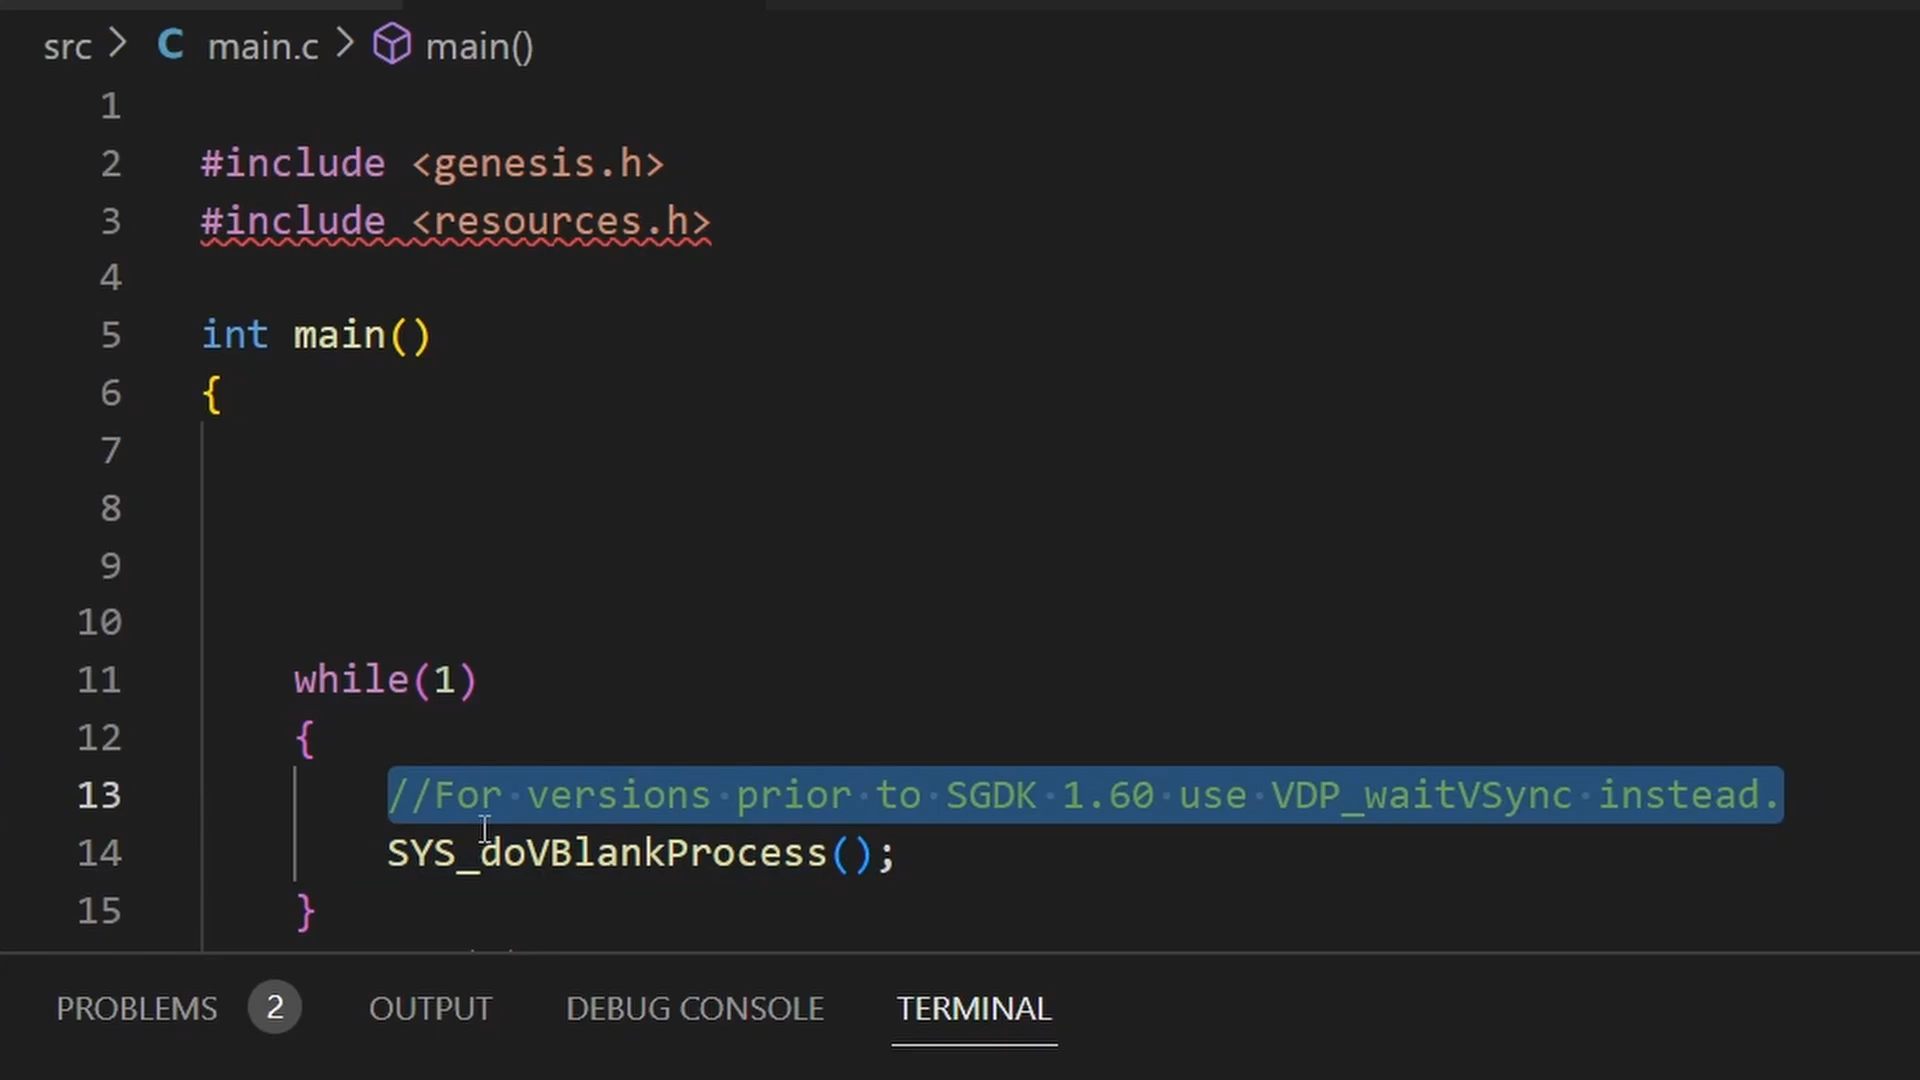 src > C main.c > main()
1
2 #include <genesis.h>
3 #include <resources.h>
4
5 int main()
6 {
7
8
9
10
11 while(1)
12 {
13 //For versions prior to SGDK 1.60 use VDP_waitVSync instead.
14 SYS_doVBlankProcess();
15 }
PROBLEMS 2 OUTPUT DEBUG CONSOLE TERMINAL